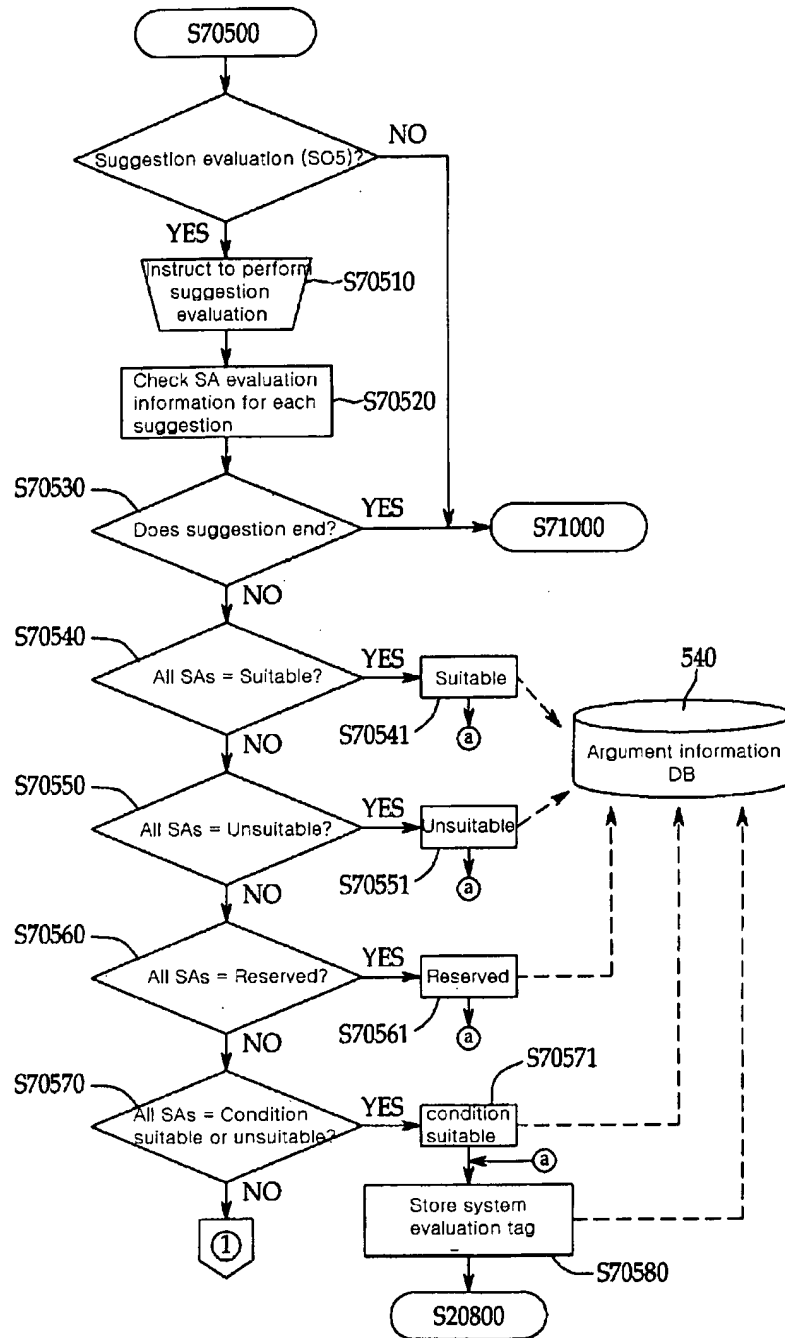 S70500
NO
Suggestion evaluation (SO5)?
YES
Instruct to perform
suggestion
evaluation
S70510
Check SA evaluation
information for each
suggestion
S70520
S70530
Does suggestion end?
YES
S71000
NO
S70540
All SAs = Suitable?
YES
Suitable
S70541
a
540
Argument information
DB
NO
S70550
All SAs = Unsuitable?
YES
Unsuitable
S70551
a
NO
S70560
All SAs = Reserved?
YES
Reserved
S70561
a
NO
S70570
All SAs = Condition
suitable or unsuitable?
YES
condition
suitable
S70571
a
NO
1
Store system
evaluation tag
S70580
S20800